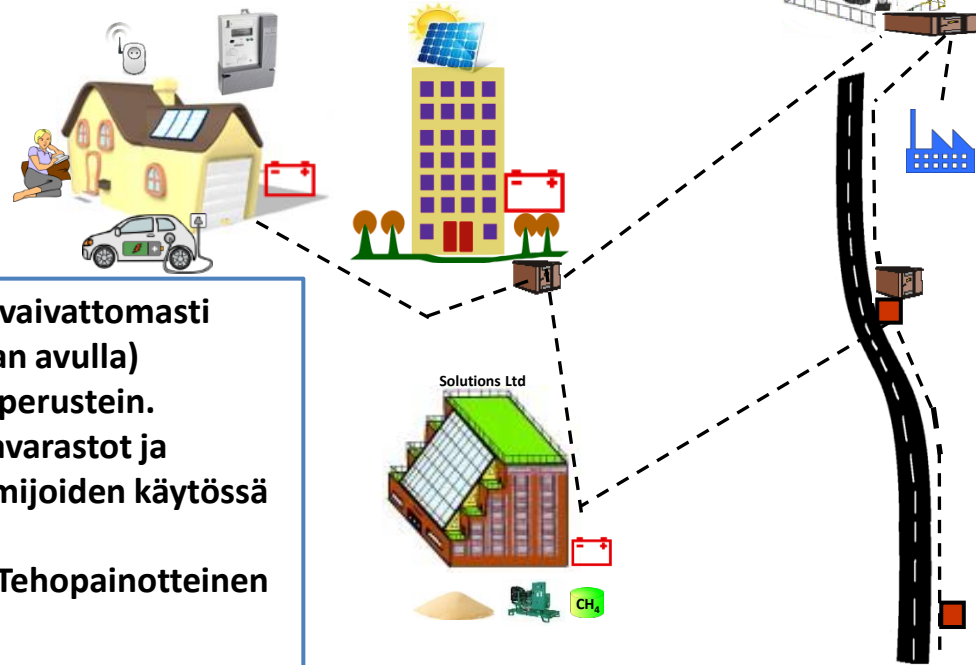 vaivattomasti
an avulla)
perustein.
varastot ja
mijoiden käytössä
Tehopainotteinen
Solutions Ltd
CH₄